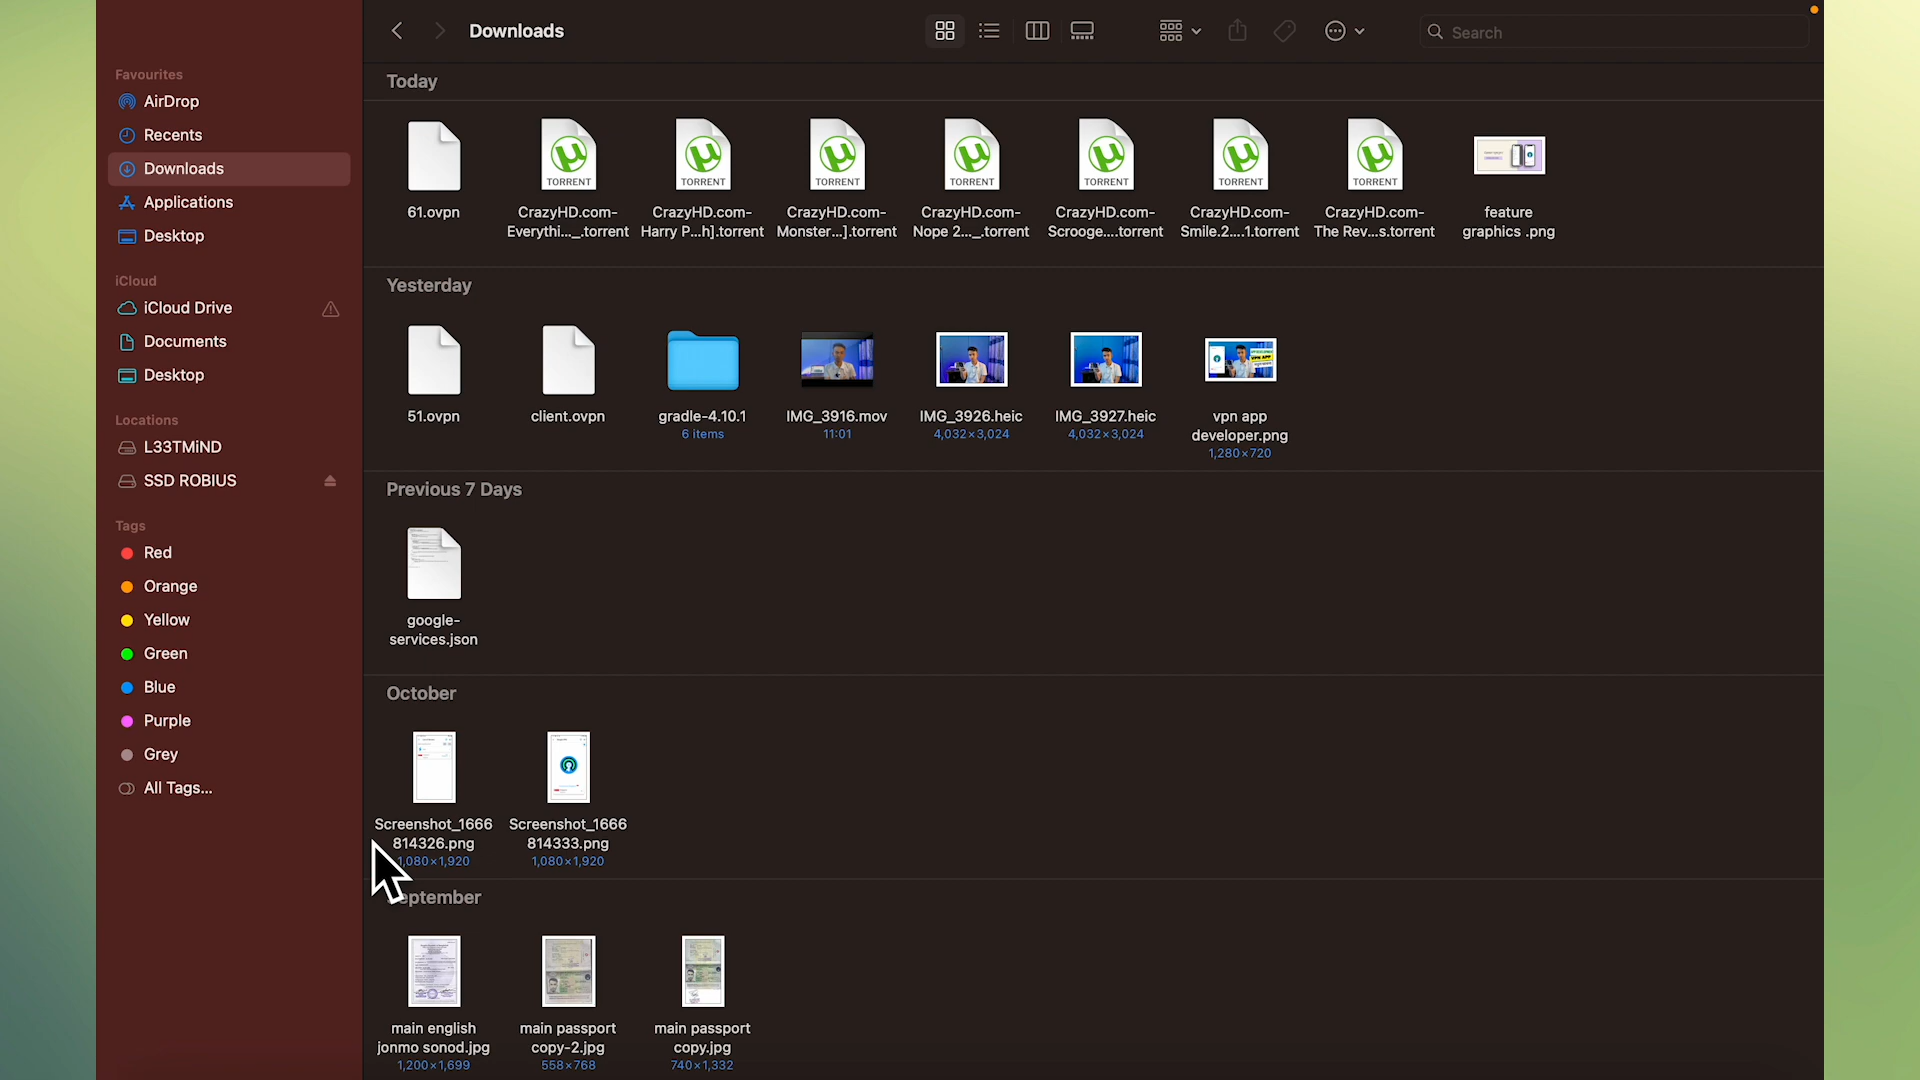 Downloads
Search
Favourites
AirDrop
Recents
Downloads
Applications
Desktop
iCloud
iCloud Drive
Documents
Desktop
Locations
L33TMiND
SSD ROBIUS
Tags
Red
Orange
Yellow
Green
Blue
Purple
Grey
All Tags...
Today
TORRENT TORRENT TORRENT TORRENT TORRENT TORRENT TORRENT
61.ovpn CrazyHD.com- CrazyHD.com- CrazyHD.com- CrazyHD.com- CrazyHD.com- CrazyHD.com- CrazyHD.com- feature
Everythi..._.torrent Harry P...h].torrent Monster...].torrent Nope 2..._.torrent Scrooge....torrent Smile.2....1.torrent The Rev...s.torrent graphics .png
Yesterday
VPN APP
51.ovpn client.ovpn gradle-4.10.1 IMG_3916.mov IMG_3926.heic IMG_3927.heic vpn app
6 items 11:01 4,032×3,024 4,032×3,024 developer.png
1,280×720
Previous 7 Days
google-
services.json
October
Screenshot_1666 Screenshot_1666
814326.png 814333.png
1,080×1,920 1,080×1,920
eptember
main english main passport main passport
jonmo sonod.jpg copy-2.jpg copy.jpg
1,200×1,699 558×768 740×1,332